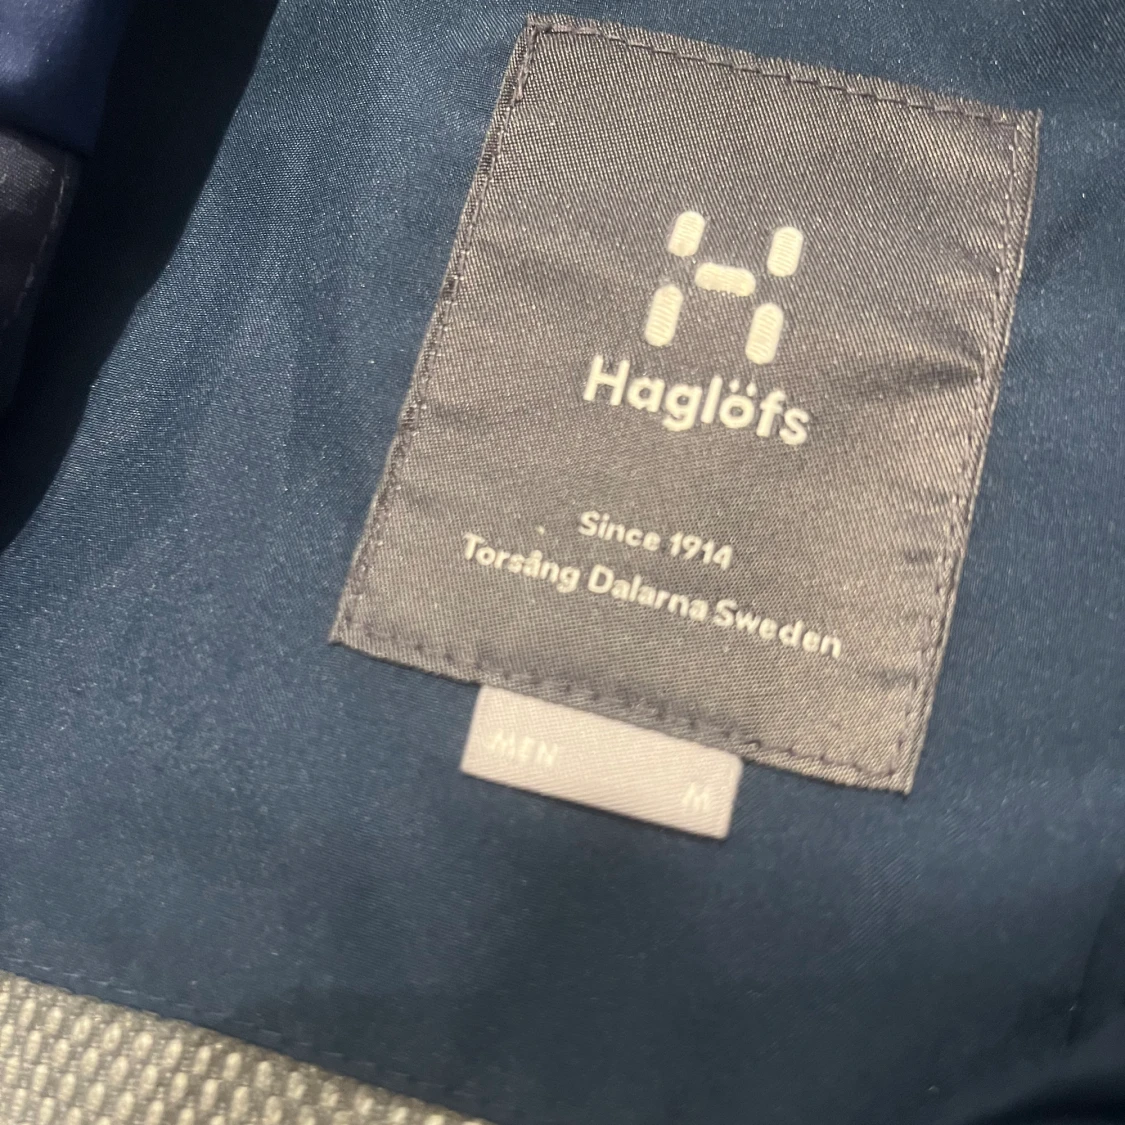 Haglöfs
Since 1914
Torsång Dalarna Sweden
MEN M